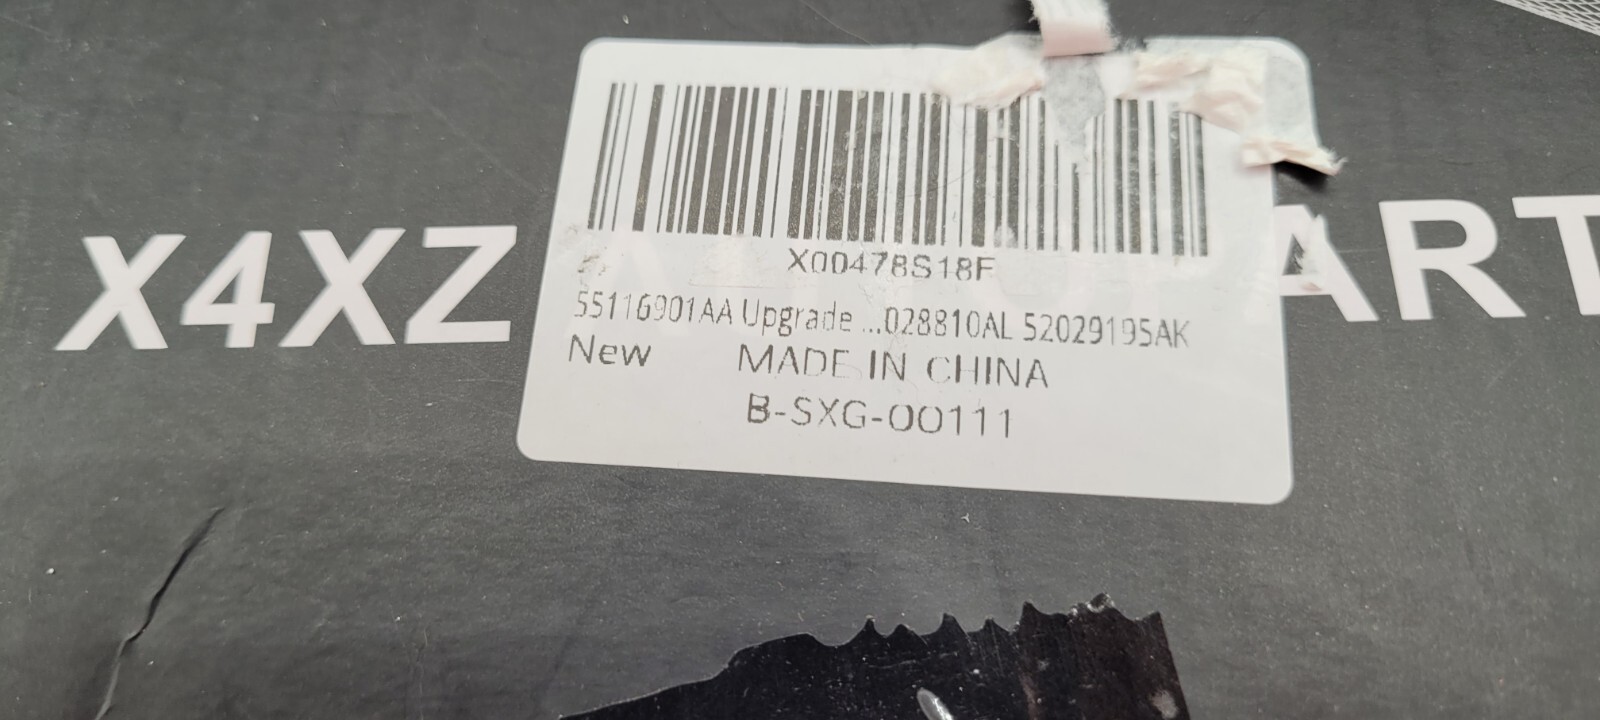 X00478S18F
X4XZ ART
55116901AA Upgrade ...028810AL 52029195AK
New MADE IN CHINA
B-SXG-00111